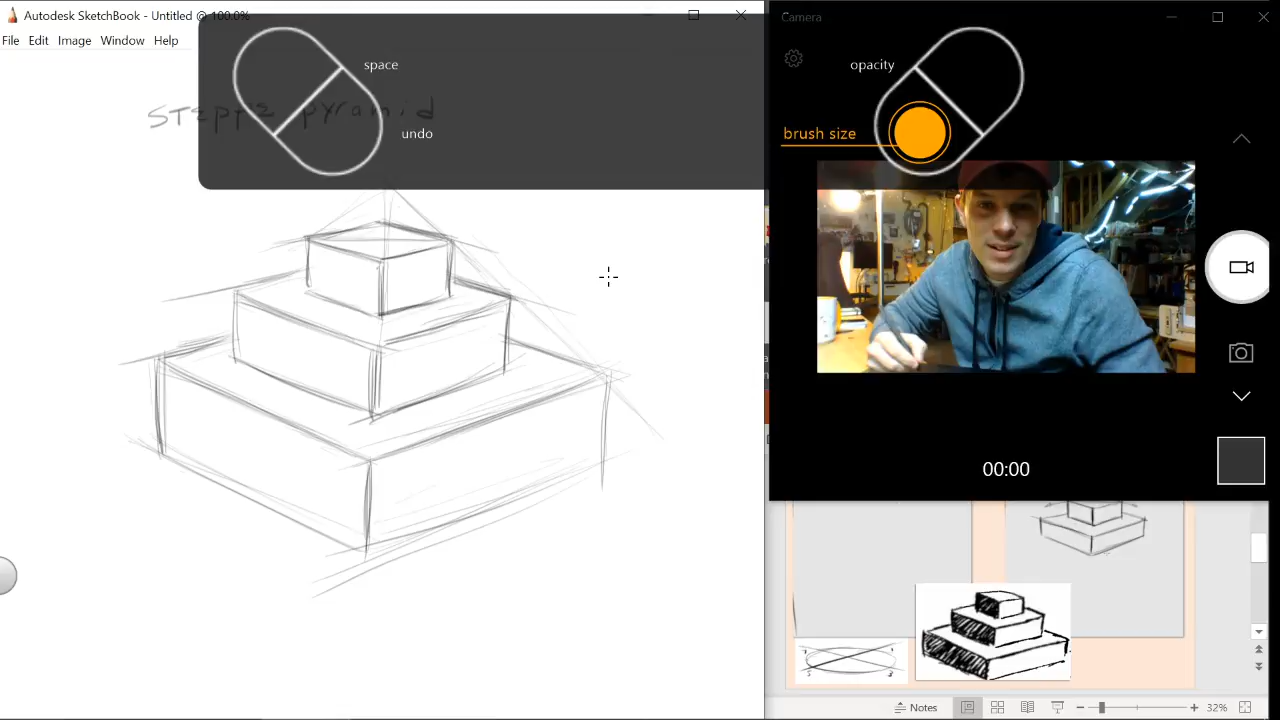 Autodesk SketchBook - Untitled @ 100.0%
File Edit Image Window Help
space
undo
pyramid
Camera
opacity
brush size
00:00
Notes
32%